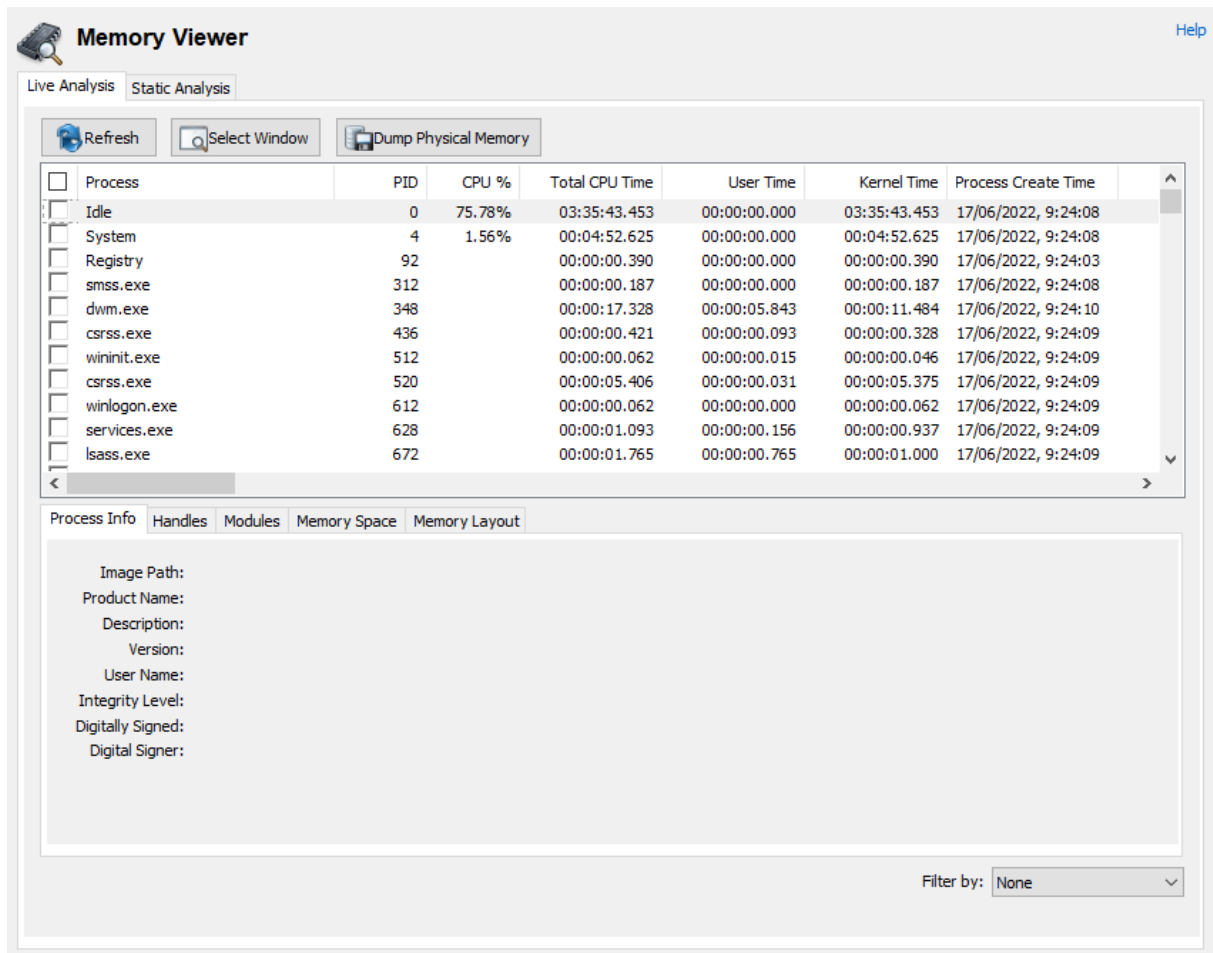 Memory Viewer
Help
Live Analysis Static Analysis
Refresh Select Window Dump Physical Memory
Process PID CPU % Total CPU Time User Time Kernel Time Process Create Time
Idle 0 75.78% 03:35:43.453 00:00:00.000 03:35:43.453 17/06/2022, 9:24:08
System 4 1.56% 00:04:52.625 00:00:00.000 00:04:52.625 17/06/2022, 9:24:08
Registry 92 00:00:00.390 00:00:00.000 00:00:00.390 17/06/2022, 9:24:03
smss.exe 312 00:00:00.187 00:00:00.000 00:00:00.187 17/06/2022, 9:24:08
dwm.exe 348 00:00:17.328 00:00:05.843 00:00:11.484 17/06/2022, 9:24:10
csrss.exe 436 00:00:00.421 00:00:00.093 00:00:00.328 17/06/2022, 9:24:09
wininit.exe 512 00:00:00.062 00:00:00.015 00:00:00.046 17/06/2022, 9:24:09
csrss.exe 520 00:00:05.406 00:00:00.031 00:00:05.375 17/06/2022, 9:24:09
winlogon.exe 612 00:00:00.062 00:00:00.000 00:00:00.062 17/06/2022, 9:24:09
services.exe 628 00:00:01.093 00:00:00.156 00:00:00.937 17/06/2022, 9:24:09
lsass.exe 672 00:00:01.765 00:00:00.765 00:00:01.000 17/06/2022, 9:24:09
Process Info Handles Modules Memory Space Memory Layout
Image Path:
Product Name:
Description:
Version:
User Name:
Integrity Level:
Digitally Signed:
Digital Signer:
Filter by: None